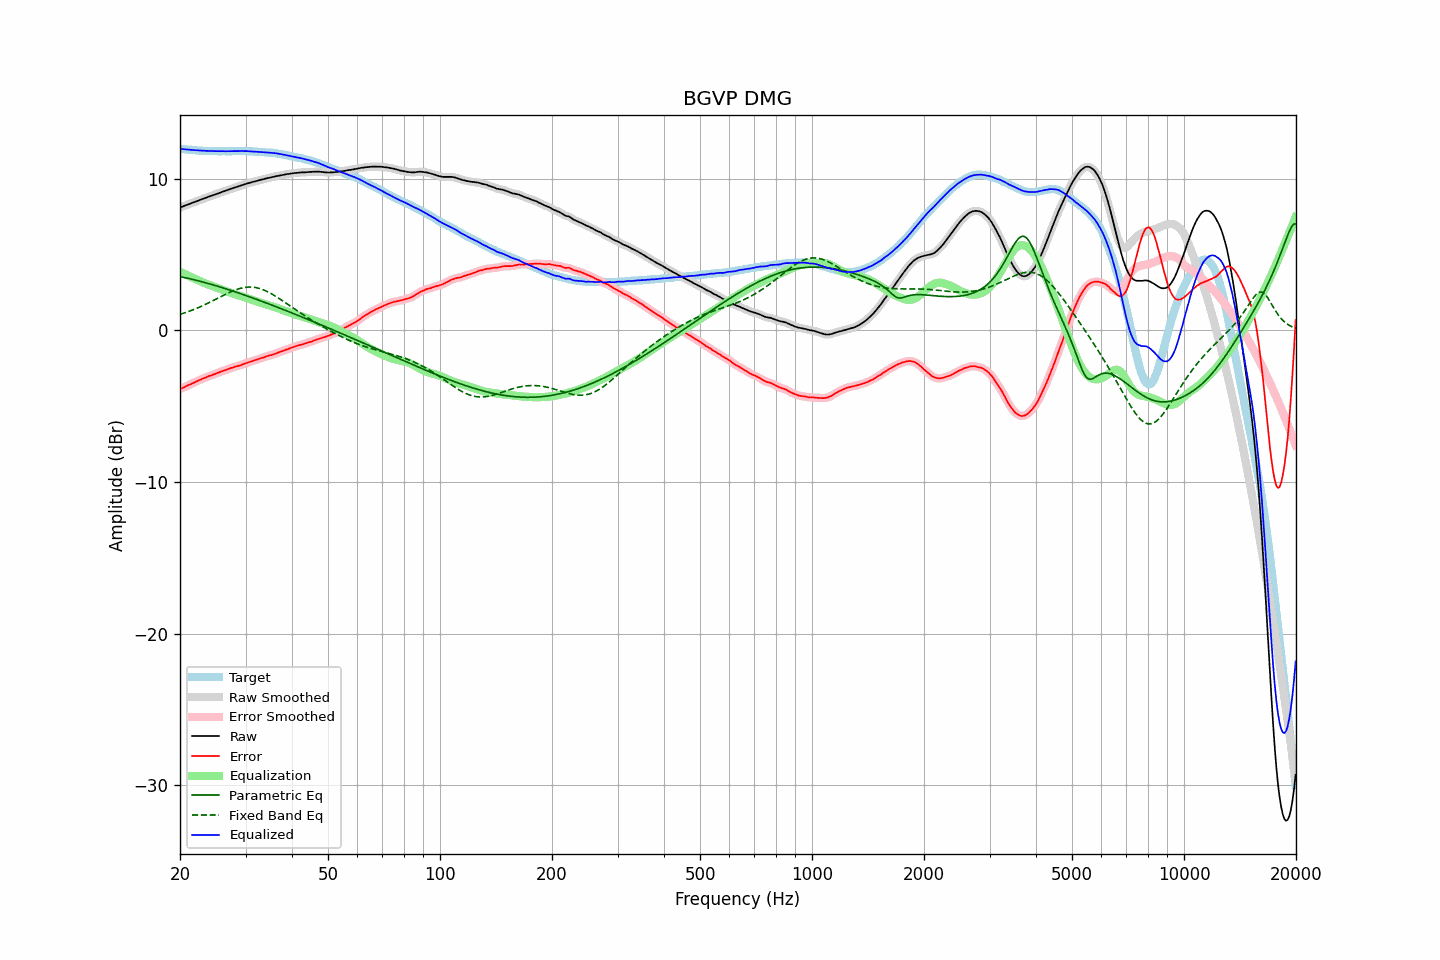 BGVP DMG
Amplitude (dBr)
10
0
−10
−20
−30
Target
Raw Smoothed
Error Smoothed
Raw
Error
Equalization
Parametric Eq
Fixed Band Eq
Equalized
20 50 100 200 500 1000 2000 5000 10000 20000
Frequency (Hz)